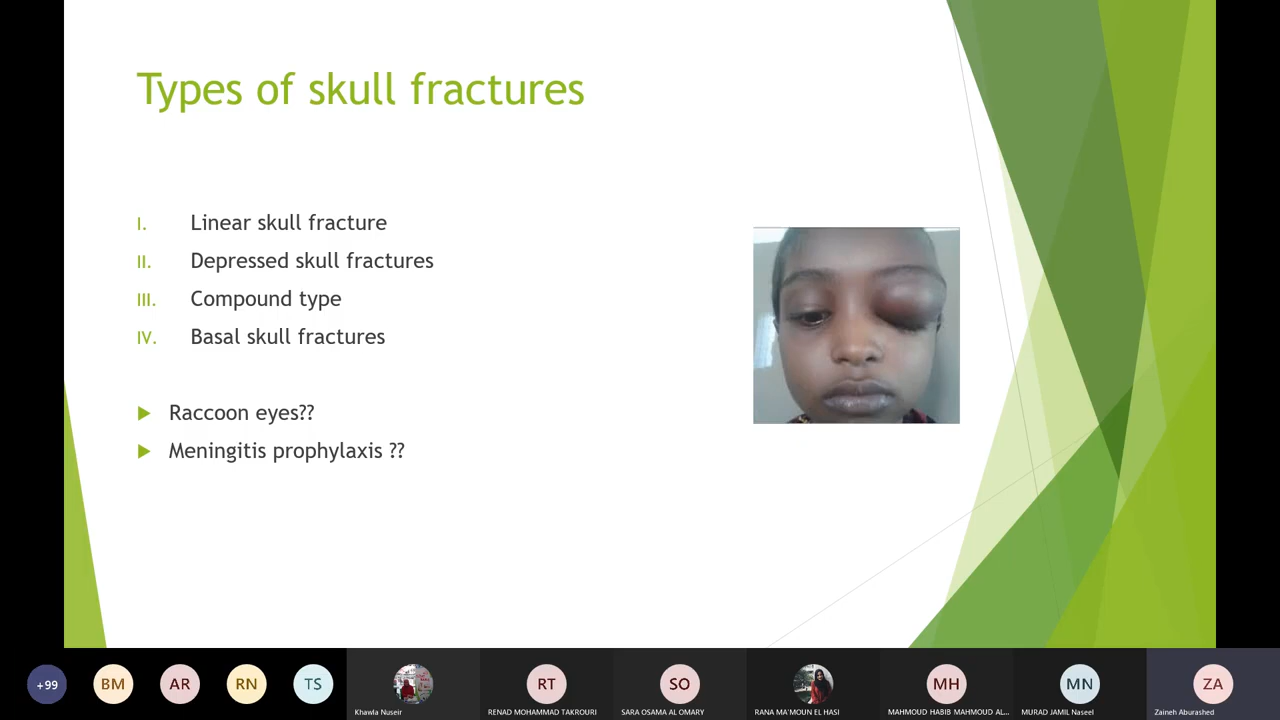 Types of skull fractures
I. Linear skull fracture
II. Depressed skull fractures
III. Compound type
IV. Basal skull fractures
Raccoon eyes??
Meningitis prophylaxis ??
+99
BM
AR
RN
TS
Khawla Nuseir
RT
RENAD MOHAMMAD TAKROURI
SO
SARA OSAMA AL OMARY
RANA MA'MOUN EL HASI
MH
MAHMOUD HABIB MAHMOUD AL...
MN
MURAD JAMIL Naseel
ZA
Zaineh Aburashed